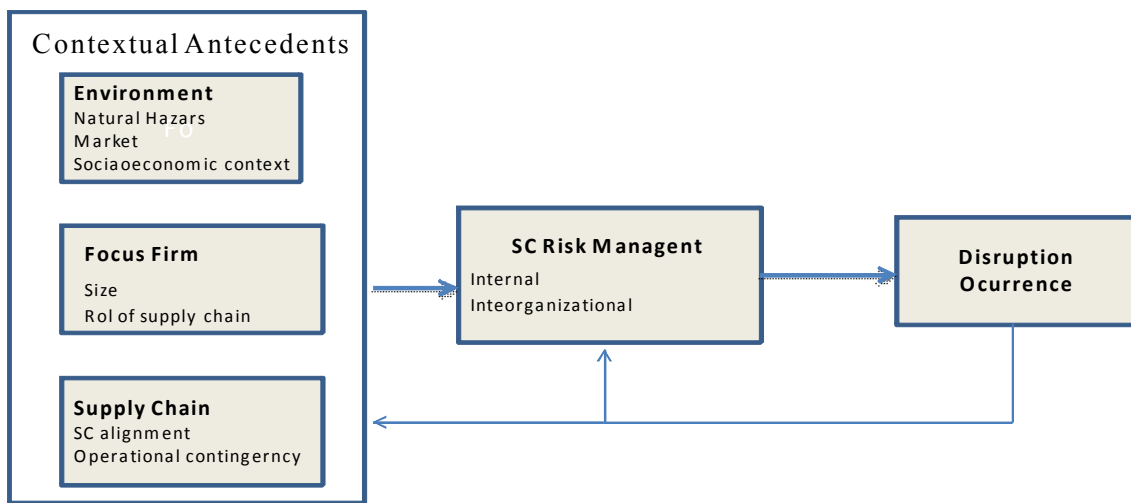 Contextual Antecedents
Environment
Natural Hazars
Fo
Market
Sociaoeconomic context
Focus Firm
Size
Rol of supply chain
Supply Chain
SC alignment
Operational contingerncy
SC Risk Managent
Internal
Inteorganizational
Disruption
Ocurrence